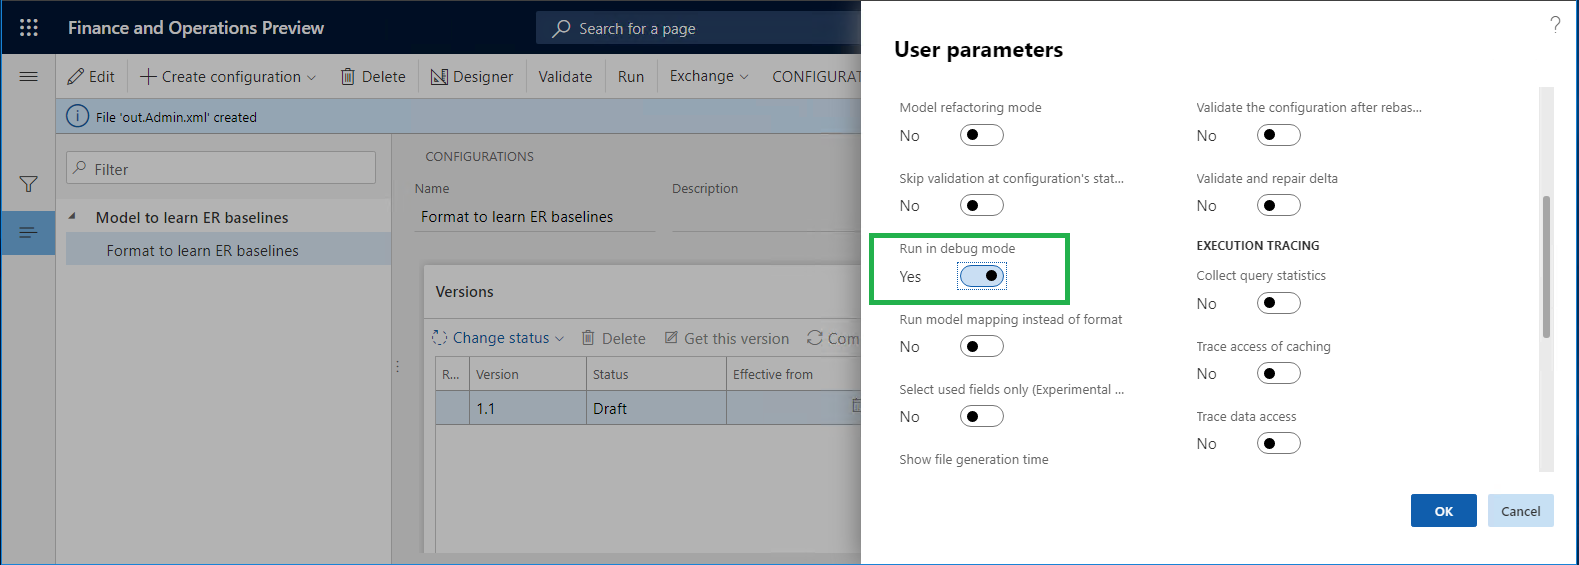 Finance and Operations Preview
Search for a page
Edit
Create configuration
Delete
Designer
Validate
Run
Exchange
CONFIGURA
File 'out.Admin.xml' created
Filter
Model to learn ER baselines
Format to learn ER baselines
CONFIGURATIONS
Name
Description
Format to learn ER baselines
Versions
Change status
Delete
Get this version
Com
R...
Version
Status
Effective from
1.1
Draft
?
User parameters
Model refactoring mode
No
Skip validation at configuration's stat...
No
Run in debug mode
Yes
Run model mapping instead of format
No
Select used fields only (Experimental ...
No
Show file generation time
Validate the configuration after rebas...
No
Validate and repair delta
No
EXECUTION TRACING
Collect query statistics
No
Trace access of caching
No
Trace data access
No
OK
Cancel